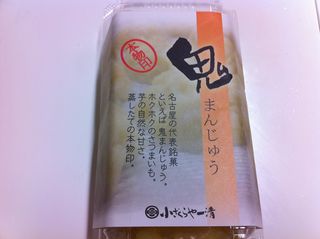 本物印
鬼
まんじゅう
名古屋の代表銘菓
といえば鬼まんじゅう。
ホクホクのさつまいも。
芋の自然な甘さ。
蒸したての本物印。
小ざくらや一清